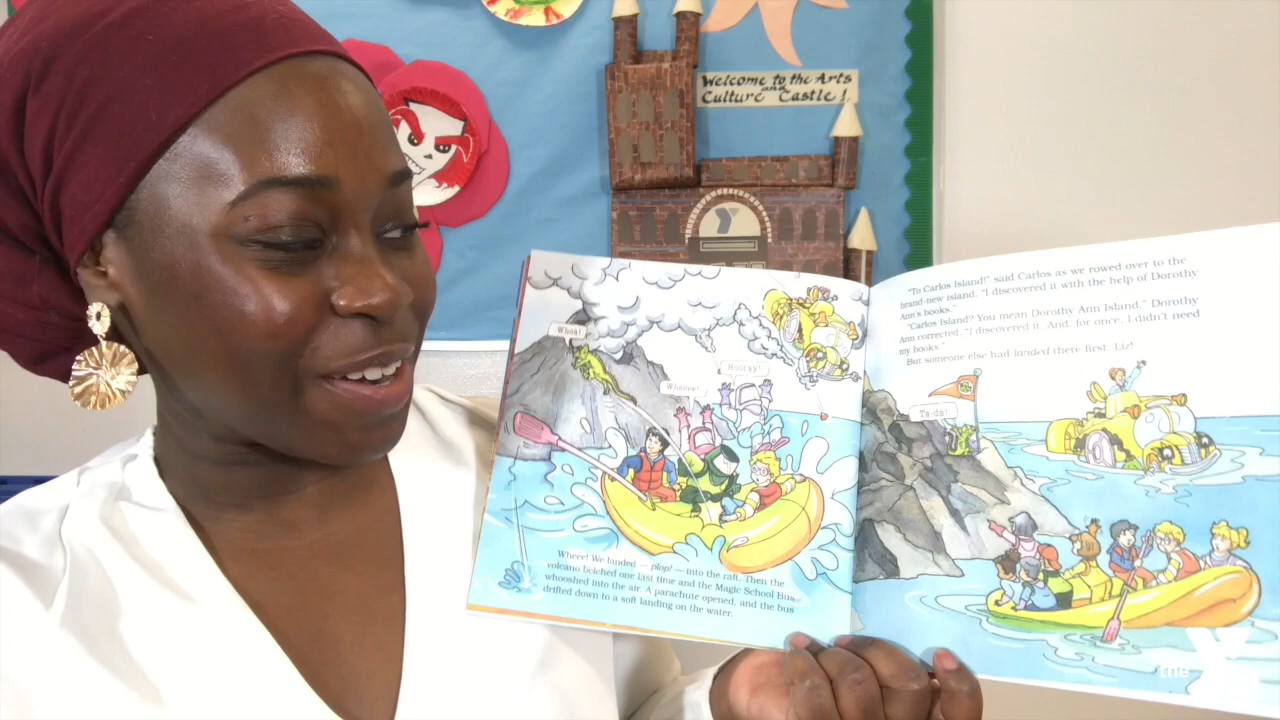 Welcome to the Arts
and
Culture Castle!
Whoa!
Whoooa!
Hooray!
Wheee! We landed — plop! — into the raft. Then the
volcano belched one last time and the Magic School Bus
whooshed into the air. A parachute opened, and the bus
drifted down to a soft landing on the water.
"To Carlos Island!" said Carlos as we rowed over to the
brand-new island. "I discovered it with the help of Dorothy
Ann's books."
"Carlos Island? You mean Dorothy Ann Island," Dorothy
Ann corrected. "I discovered it. And, for once, I didn't need
my books."
But someone else had landed there first. Liz!
Ta-da!
the Y